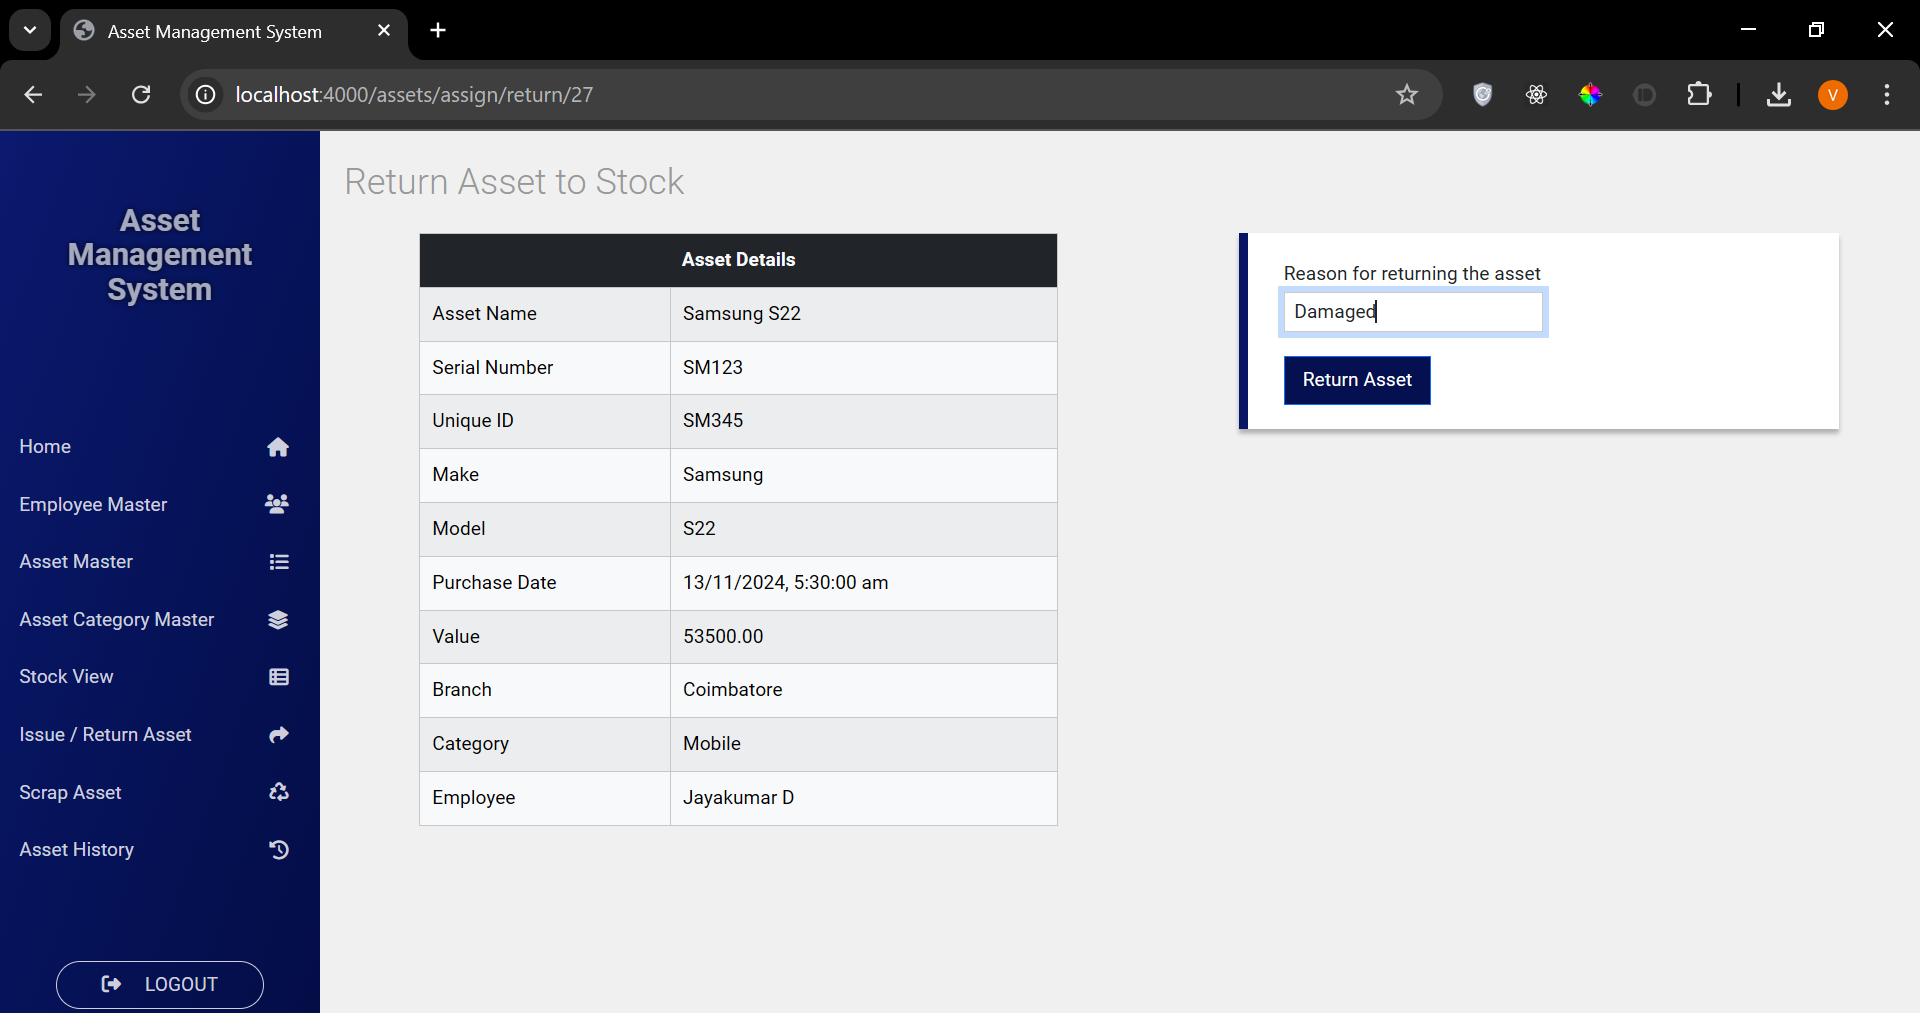 Asset Management System
localhost:4000/assets/assign/return/27
V
Asset
Management
System
Home
Employee Master
Asset Master
Asset Category Master
Stock View
Issue / Return Asset
Scrap Asset
Asset History
LOGOUT
Return Asset to Stock
Asset Details
Asset Name Samsung S22
Serial Number SM123
Unique ID SM345
Make Samsung
Model S22
Purchase Date 13/11/2024, 5:30:00 am
Value 53500.00
Branch Coimbatore
Category Mobile
Employee Jayakumar D
Reason for returning the asset
Damaged
Return Asset